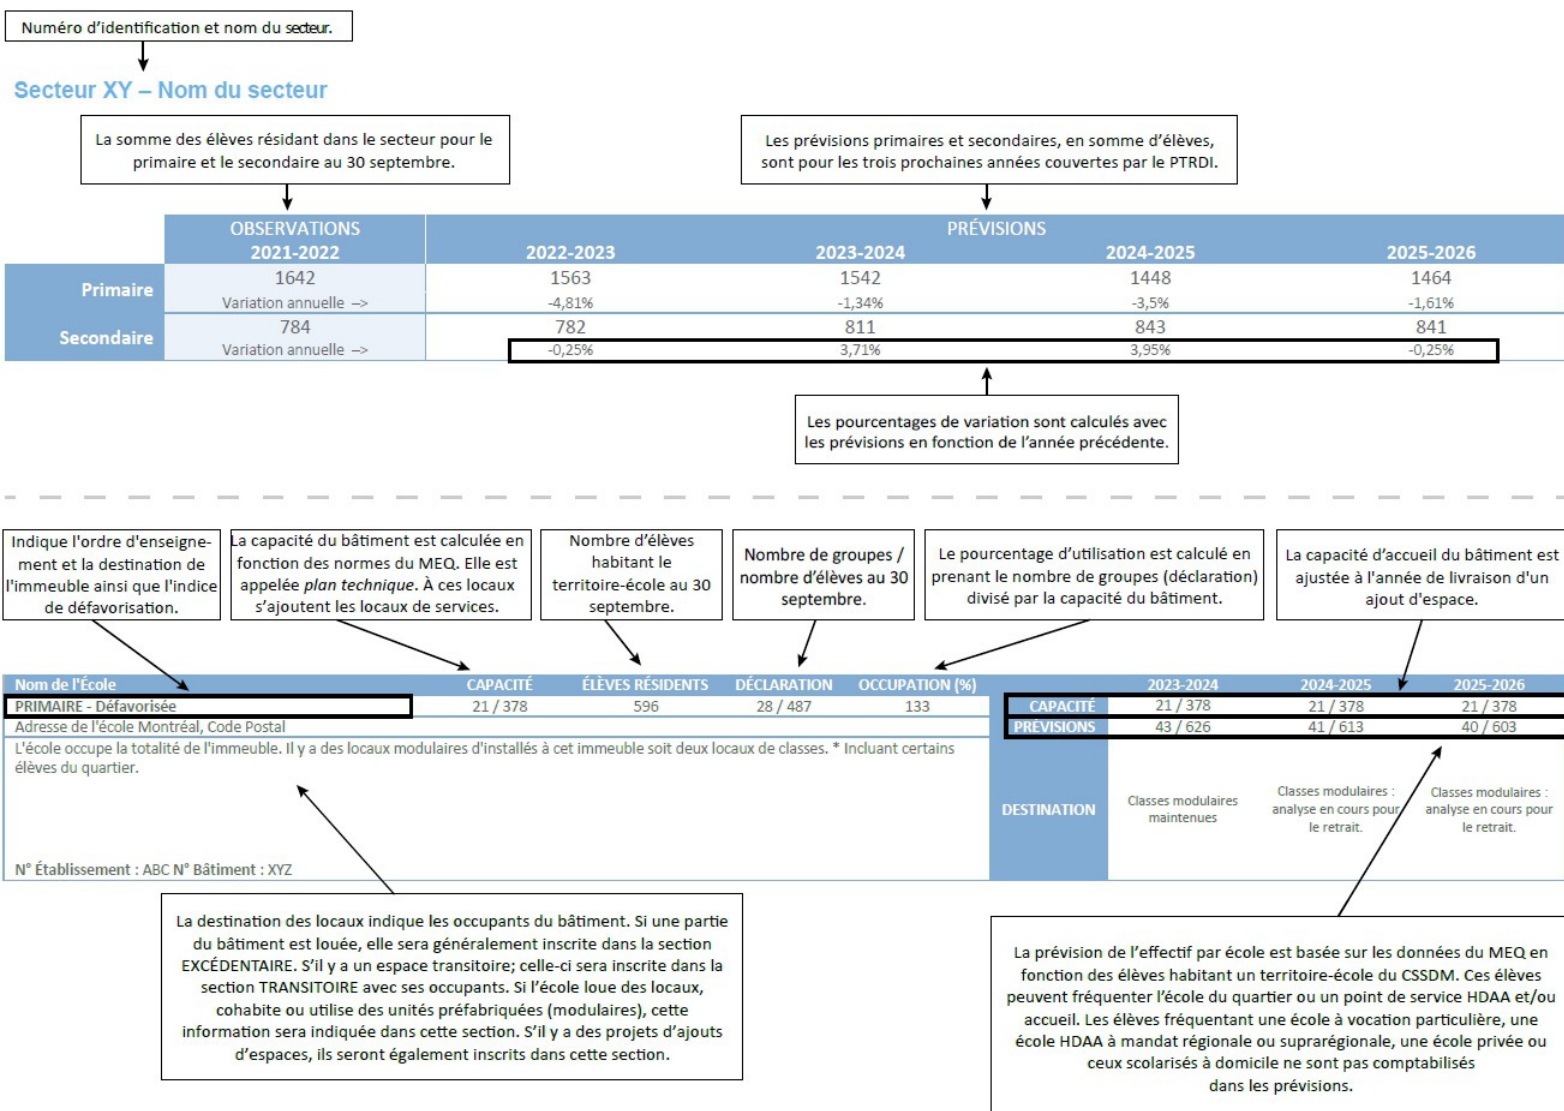 Numéro d'identification et nom du secteur.
Secteur XY – Nom du secteur
La somme des élèves résidant dans le secteur pour le
primaire et le secondaire au 30 septembre.
Les prévisions primaires et secondaires, en somme d'élèves,
sont pour les trois prochaines années couvertes par le PTRDI.
OBSERVATIONS PRÉVISIONS
2021-2022 2022-2023 2023-2024 2024-2025 2025-2026
Primaire 1642 1563 1542 1448 1464
Variation annuelle --> -4,81% -1,34% -3,5% -1,61%
Secondaire 784 782 811 843 841
Variation annuelle --> -0,25% 3,71% 3,95% -0,25%
Les pourcentages de variation sont calculés avec
les prévisions en fonction de l'année précédente.
Indique l'ordre d'enseigne-
ment et la destination de
l'immeuble ainsi que l'indice
de défavorisation.
La capacité du bâtiment est calculée en
fonction des normes du MEQ. Elle est
appelée plan technique. À ces locaux
s'ajoutent les locaux de services.
Nombre d'élèves
habitant le
territoire-école au 30
septembre.
Nombre de groupes /
nombre d'élèves au 30
septembre.
Le pourcentage d'utilisation est calculé en
prenant le nombre de groupes (déclaration)
divisé par la capacité du bâtiment.
La capacité d'accueil du bâtiment est
ajustée à l'année de livraison d'un
ajout d'espace.
Nom de l'École CAPACITÉ ÉLÈVES RÉSIDENTS DÉCLARATION OCCUPATION (%) 2023-2024 2024-2025 2025-2026
PRIMAIRE - Défavorisée 21 / 378 596 28 / 487 133 CAPACITÉ 21 / 378 21 / 378 21 / 378
Adresse de l'école Montréal, Code Postal PRÉVISIONS 43 / 626 41 / 613 40 / 603
L'école occupe la totalité de l'immeuble. Il y a des locaux modulaires d'installés à cet immeuble soit deux locaux de classes. * Incluant certains
élèves du quartier.
DESTINATION
Classes modulaires
maintenues
Classes modulaires :
analyse en cours pour
le retrait.
Classes modulaires :
analyse en cours pour
le retrait.
N° Établissement : ABC N° Bâtiment : XYZ
La destination des locaux indique les occupants du bâtiment. Si une partie
du bâtiment est louée, elle sera généralement inscrite dans la section
EXCÉDENTAIRE. S'il y a un espace transitoire; celle-ci sera inscrite dans la
section TRANSITOIRE avec ses occupants. Si l'école loue des locaux,
cohabite ou utilise des unités préfabriquées (modulaires), cette
information sera indiquée dans cette section. S'il y a des projets d'ajouts
d'espaces, ils seront également inscrits dans cette section.
La prévision de l'effectif par école est basée sur les données du MEQ en
fonction des élèves habitant un territoire-école du CSSDM. Ces élèves
peuvent fréquenter l'école du quartier ou un point de service HDAA et/ou
accueil. Les élèves fréquentant une école à vocation particulière, une
école HDAA à mandat régionale ou suprarégionale, une école privée ou
ceux scolarisés à domicile ne sont pas comptabilisés
dans les prévisions.